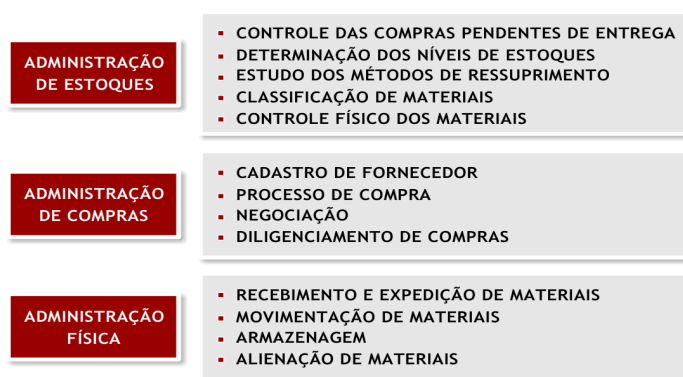 ADMINISTRAÇÃO
DE ESTOQUES
▪ CONTROLE DAS COMPRAS PENDENTES DE ENTREGA
▪ DETERMINAÇÃO DOS NÍVEIS DE ESTOQUES
▪ ESTUDO DOS MÉTODOS DE RESSUPRIMENTO
▪ CLASSIFICAÇÃO DE MATERIAIS
▪ CONTROLE FÍSICO DOS MATERIAIS
ADMINISTRAÇÃO
DE COMPRAS
▪ CADASTRO DE FORNECEDOR
▪ PROCESSO DE COMPRA
▪ NEGOCIAÇÃO
▪ DILIGENCIAMENTO DE COMPRAS
ADMINISTRAÇÃO
FÍSICA
▪ RECEBIMENTO E EXPEDIÇÃO DE MATERIAIS
▪ MOVIMENTAÇÃO DE MATERIAIS
▪ ARMAZENAGEM
▪ ALIENAÇÃO DE MATERIAIS